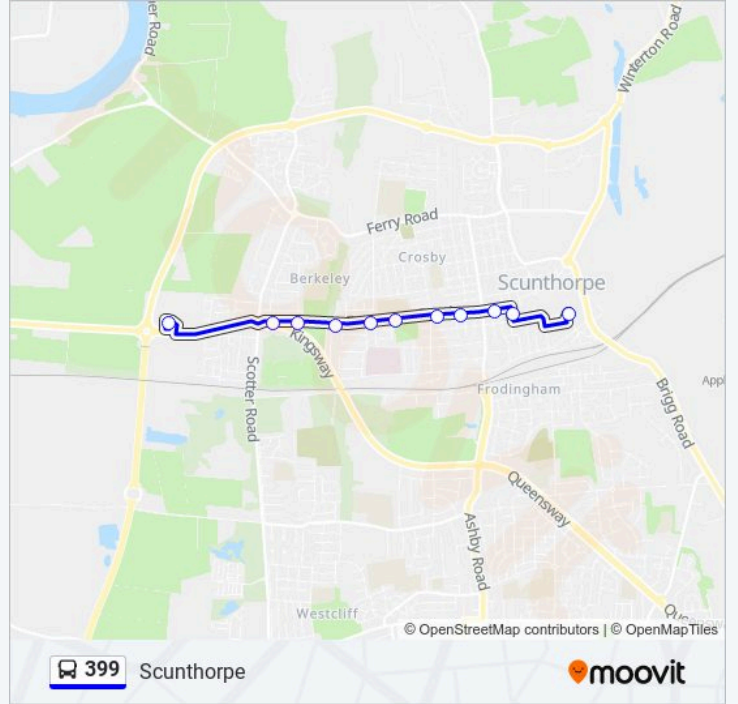 Winterton Road
Ferry Road
Crosby
Berkeley
Scunthorpe
Kingsway
Scotter Road
Frodingham
Brigg Road
Queensway
Ashby Road
Westcliff
© OpenStreetMap contributors | © OpenMapTiles
399 Scunthorpe
moovit